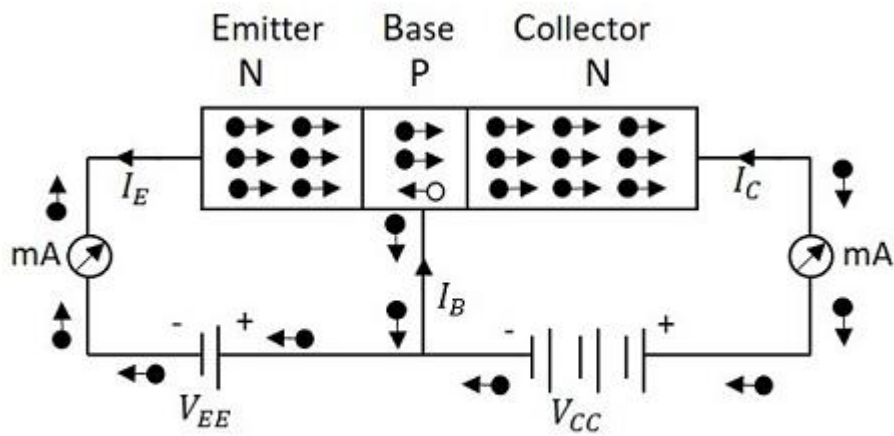 Emitter Base Collector
N P N
I_E I_C
mA mA
I_B
- + - +
V_EE V_CC